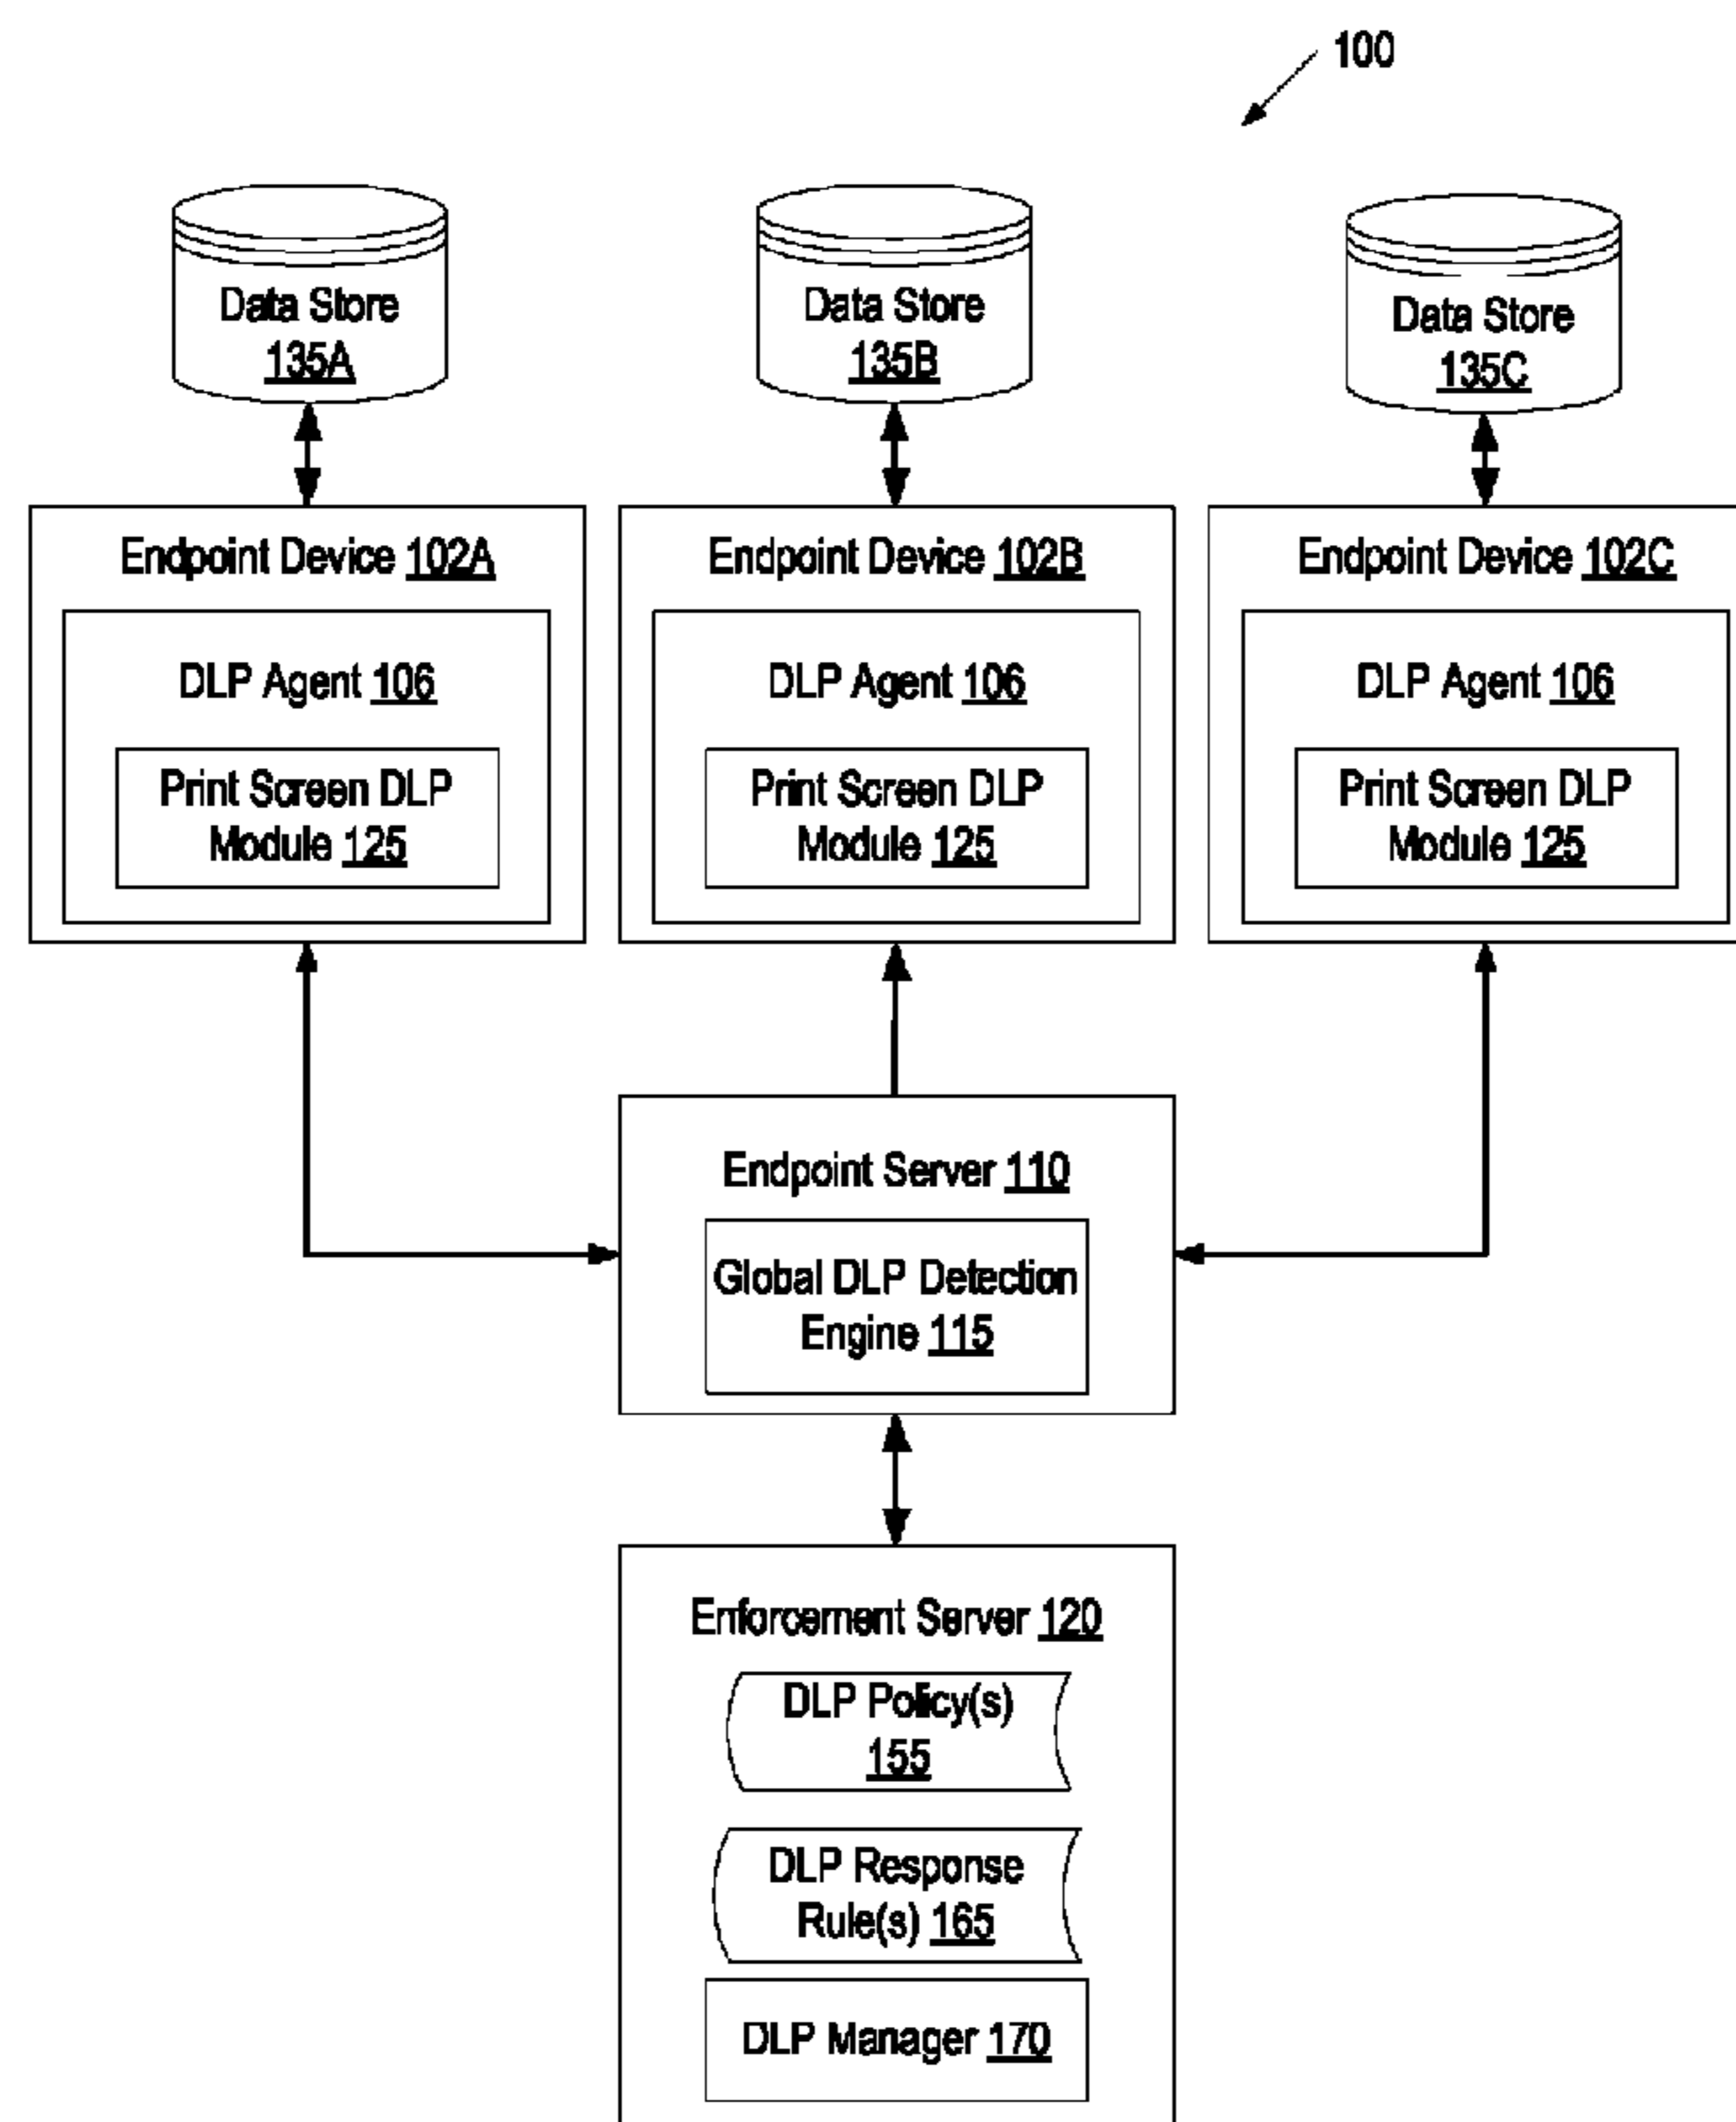 100
Data Store
135A
Data Store
135B
Data Store
135C
Endpoint Device 102A
DLP Agent 106
Print Screen DLP
Module 125
Endpoint Device 102B
DLP Agent 106
Print Screen DLP
Module 125
Endpoint Device 102C
DLP Agent 106
Print Screen DLP
Module 125
Endpoint Server 110
Global DLP Detection
Engine 115
Enforcement Server 120
DLP Policy(s)
155
DLP Response
Rule(s) 165
DLP Manager 170